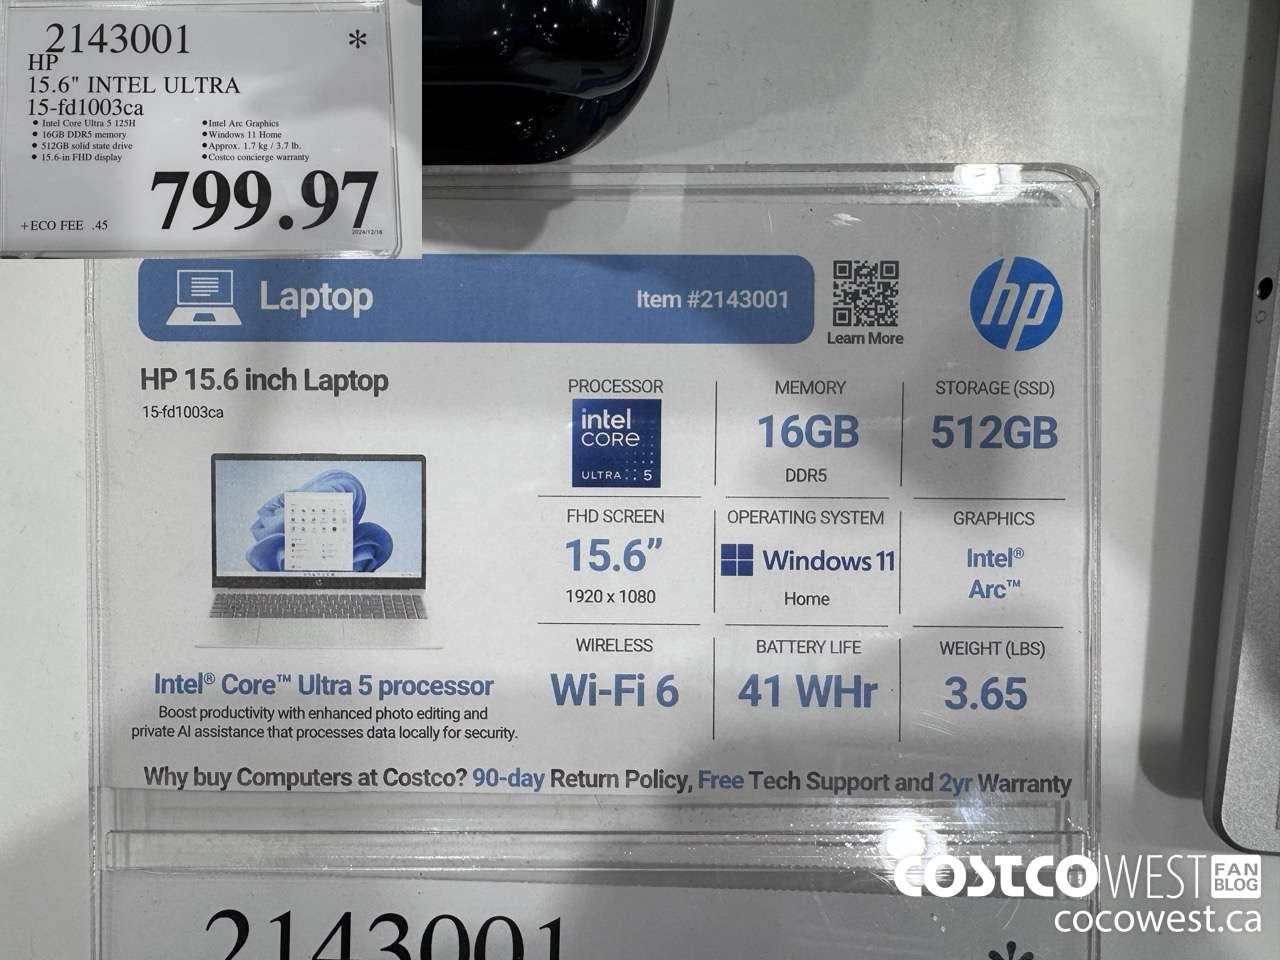 2143001 *
HP
15.6" INTEL ULTRA
15-fd1003ca
• Intel Core Ultra 5 125H
• 16GB DDR5 memory
• 512GB solid state drive
• 15.6-in FHD display
• Intel Arc Graphics
• Windows 11 Home
• Approx. 1.7 kg / 3.7 lb.
• Costco concierge warranty
799.97
+ECO FEE .45
2024/12/16
Laptop
Item #2143001
Learn More
hp
HP 15.6 inch Laptop
15-fd1003ca
PROCESSOR
intel
CORE
ULTRA 5
MEMORY
16GB
DDR5
STORAGE (SSD)
512GB
FHD SCREEN
15.6”
1920 x 1080
OPERATING SYSTEM
Windows 11
Home
GRAPHICS
Intel®
Arc™
WIRELESS
Wi-Fi 6
BATTERY LIFE
41 WHr
WEIGHT (LBS)
3.65
Intel® Core™ Ultra 5 processor
Boost productivity with enhanced photo editing and
private AI assistance that processes data locally for security.
Why buy Computers at Costco? 90-day Return Policy, Free Tech Support and 2yr Warranty
2143001 *
COSTCO WEST FAN BLOG
cocowest.ca